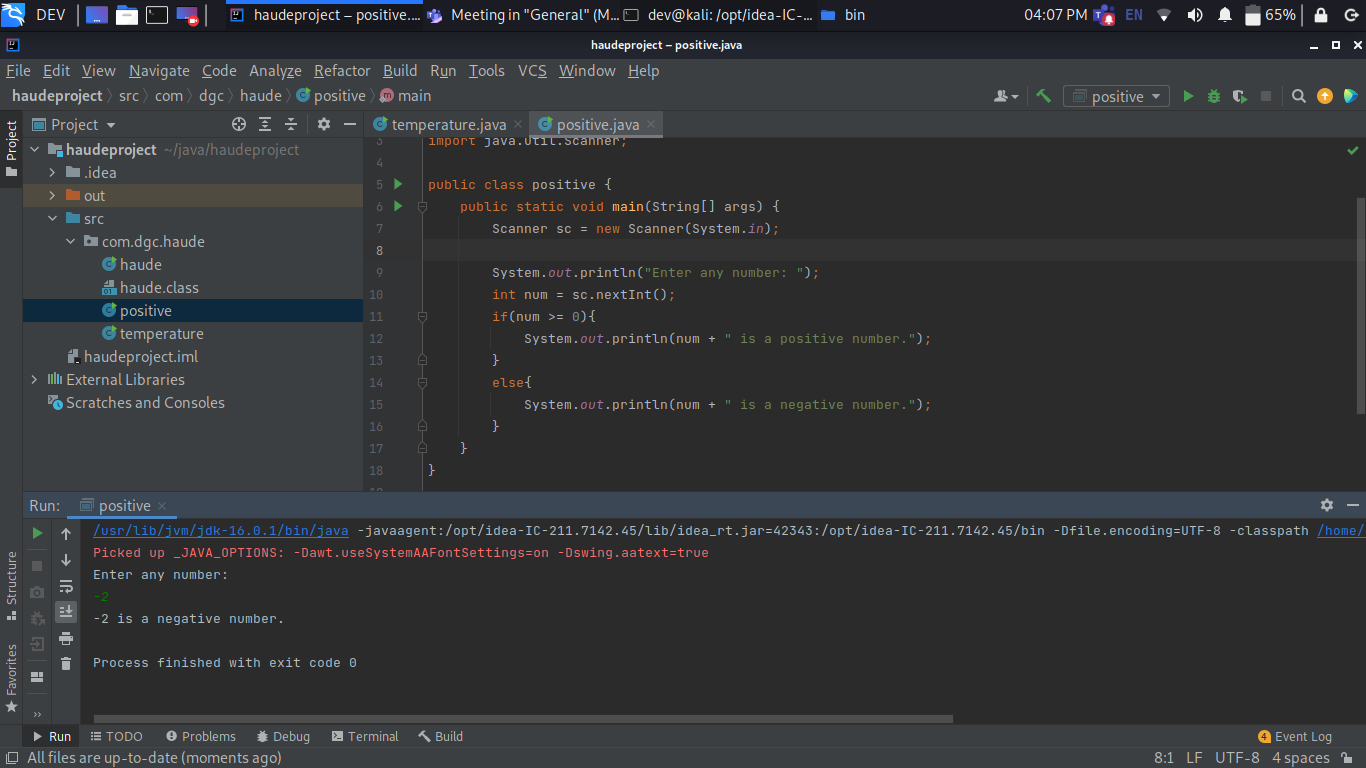 DEV
haudeproject – positive....
Meeting in "General" (M...
dev@kali: /opt/idea-IC-...
bin
04:07 PM
EN
65%
haudeproject – positive.java
File Edit View Navigate Code Analyze Refactor Build Run Tools VCS Window Help
haudeproject src com dgc haude positive main
positive
Project
Project
temperature.java
positive.java
haudeproject ~/java/haudeproject
.idea
out
src
com.dgc.haude
haude
haude.class
positive
temperature
haudeproject.iml
External Libraries
Scratches and Consoles
3 import java.util.Scanner;
4
5 public class positive {
6 public static void main(String[] args) {
7 Scanner sc = new Scanner(System.in);
8
9 System.out.println("Enter any number: ");
10 int num = sc.nextInt();
11 if(num >= 0){
12 System.out.println(num + " is a positive number.");
13 }
14 else{
15 System.out.println(num + " is a negative number.");
16 }
17 }
18 }
Run: positive
/usr/lib/jvm/jdk-16.0.1/bin/java -javaagent:/opt/idea-IC-211.7142.45/lib/idea_rt.jar=42343:/opt/idea-IC-211.7142.45/bin -Dfile.encoding=UTF-8 -classpath /home/
Picked up _JAVA_OPTIONS: -Dawt.useSystemAAFontSettings=on -Dswing.aatext=true
Enter any number:
-2
-2 is a negative number.
Process finished with exit code 0
Structure
Favorites
Run TODO Problems Debug Terminal Build 4 Event Log
All files are up-to-date (moments ago) 8:1 LF UTF-8 4 spaces